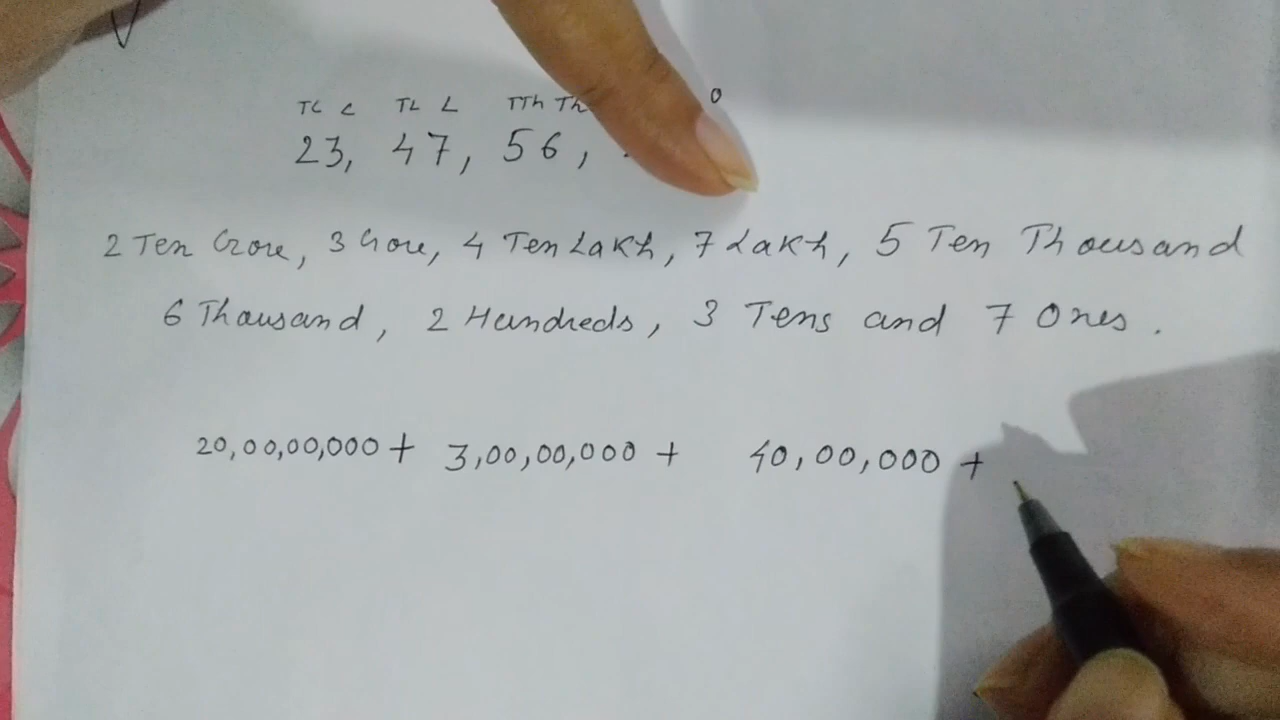 TC C TL L TTh Th O
23, 47, 56,
2 Ten Crore, 3 Crore, 4 Ten Lakh, 7 Lakh, 5 Ten Thousand
6 Thousand, 2 Hundreds, 3 Tens and 7 Ones.
20,00,00,000 + 3,00,00,000 + 40,00,000 +